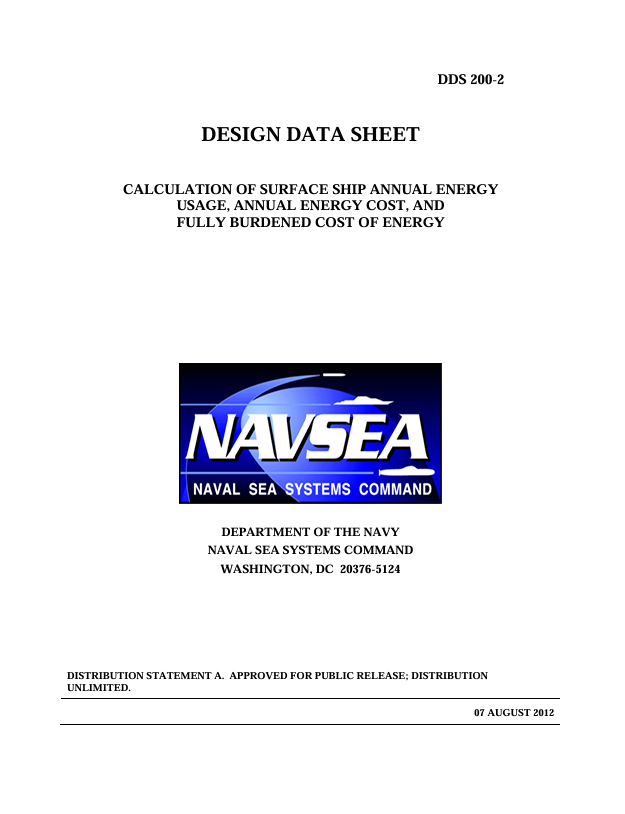 DDS 200-2
DESIGN DATA SHEET
CALCULATION OF SURFACE SHIP ANNUAL ENERGY
USAGE, ANNUAL ENERGY COST, AND
FULLY BURDENED COST OF ENERGY
NAVSEA
NAVAL SEA SYSTEMS COMMAND
DEPARTMENT OF THE NAVY
NAVAL SEA SYSTEMS COMMAND
WASHINGTON, DC 20376-5124
DISTRIBUTION STATEMENT A. APPROVED FOR PUBLIC RELEASE; DISTRIBUTION
UNLIMITED.
07 AUGUST 2012